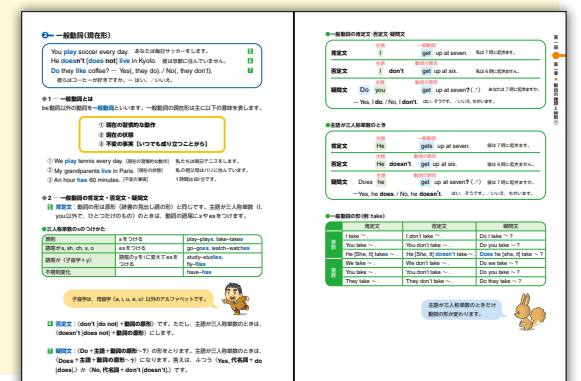 2 一般動詞(現在形)
You play soccer every day. あなたは毎日サッカーをします。 5
He doesn't [does not] live in Kyoto. 彼は京都に住んでいません。 6
Do they like coffee? — Yes(, they do). / No(, they don't). 7
彼らはコーヒーが好きですか。— はい。／いいえ。
◆1 一般動詞とは
be動詞以外の動詞を一般動詞といいます。一般動詞の現在形は主に以下の意味を表します。
① 現在の習慣的な動作
② 現在の状態
③ 不変の事実[いつでも成り立つことがら]
① We play tennis every day. [現在の習慣的な動作] 私たちは毎日テニスをします。
② My grandparents live in Paris. [現在の状態] 私の祖父母はパリに住んでいます。
③ An hour has 60 minutes. [不変の事実] 1時間は60分です。
◆2 一般動詞の肯定文・否定文・疑問文
5 肯定文：動詞の形は原形（辞書の見出し語の形）と同じです。主語が三人称単数（I,
you以外で、ひとつだけのもの）のときは、動詞の語尾にsやesをつけます。
●三人称単数のsのつけかた
原則 sをつける play–plays, take–takes
語尾がs, sh, ch, x, o esをつける go–goes, watch–watches
語尾が〈子音字＋y〉 語尾のyをiに変えてesをつける study–studies, fly–flies
不規則変化 have–has
子音字は、母音字（a, i, u, e, o）以外のアルファベットです。
6 否定文：〈don't [do not]＋動詞の原形〉です。ただし、主語が三人称単数のときは、
〈doesn't [does not]＋動詞の原形〉にします。
7 疑問文：〈Do＋主語＋動詞の原形〜?〉の形をとります。主語が三人称単数のときは、
〈Does＋主語＋動詞の原形〜?〉になります。答えは、ふつう〈Yes, 代名詞＋do
[does].〉か〈No, 代名詞＋don't [doesn't].〉です。
●一般動詞の肯定文・否定文・疑問文
主語 一般動詞
肯定文 I get up at seven. 私は7時に起きます。
主語 動詞の原形
否定文 I don't get up at six. 私は6時に起きません。
主語 動詞の原形
疑問文 Do you get up at seven? (↗) あなたは7時に起きますか。
— Yes, I do. / No, I don't. はい、そうです。／いいえ、ちがいます。
●主語が三人称単数のとき
主語 一般動詞
肯定文 He gets up at seven. 彼は7時に起きます。
主語 動詞の原形
否定文 He doesn't get up at six. 彼は6時に起きません。
主語 動詞の原形
疑問文 Does he get up at seven? (↗) 彼は7時に起きますか。
—Yes, he does. / No, he doesn't. はい、そうです。／いいえ、ちがいます。
●一般動詞の形(例：take)
肯定文 否定文 疑問文
単数
I take 〜. I don't take 〜. Do I take 〜?
You take 〜. You don't take 〜. Do you take 〜?
He [She, It] takes 〜. He [She, It] doesn't take 〜. Does he [she, it] take 〜?
複数
We take 〜. We don't take 〜. Do we take 〜?
You take 〜. You don't take 〜. Do you take 〜?
They take 〜. They don't take 〜. Do they take 〜?
主語が三人称単数のときだけ
動詞の形が変わります。
第一部
第一章